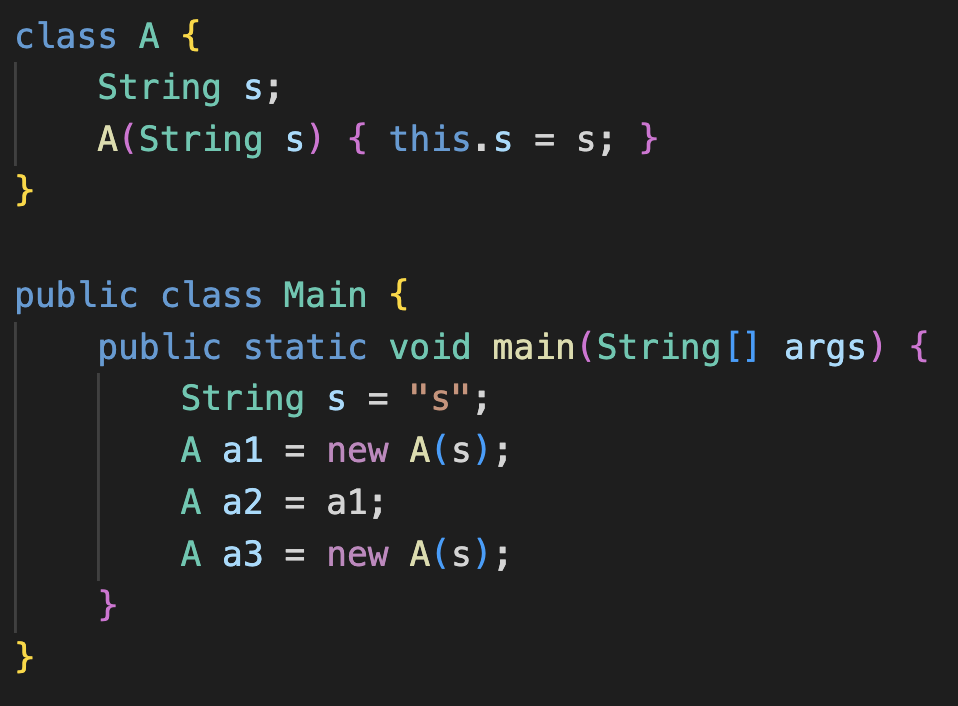 class A {
    String s;
    A(String s) { this.s = s; }
}

public class Main {
    public static void main(String[] args) {
        String s = "s";
        A a1 = new A(s);
        A a2 = a1;
        A a3 = new A(s);
    }
}